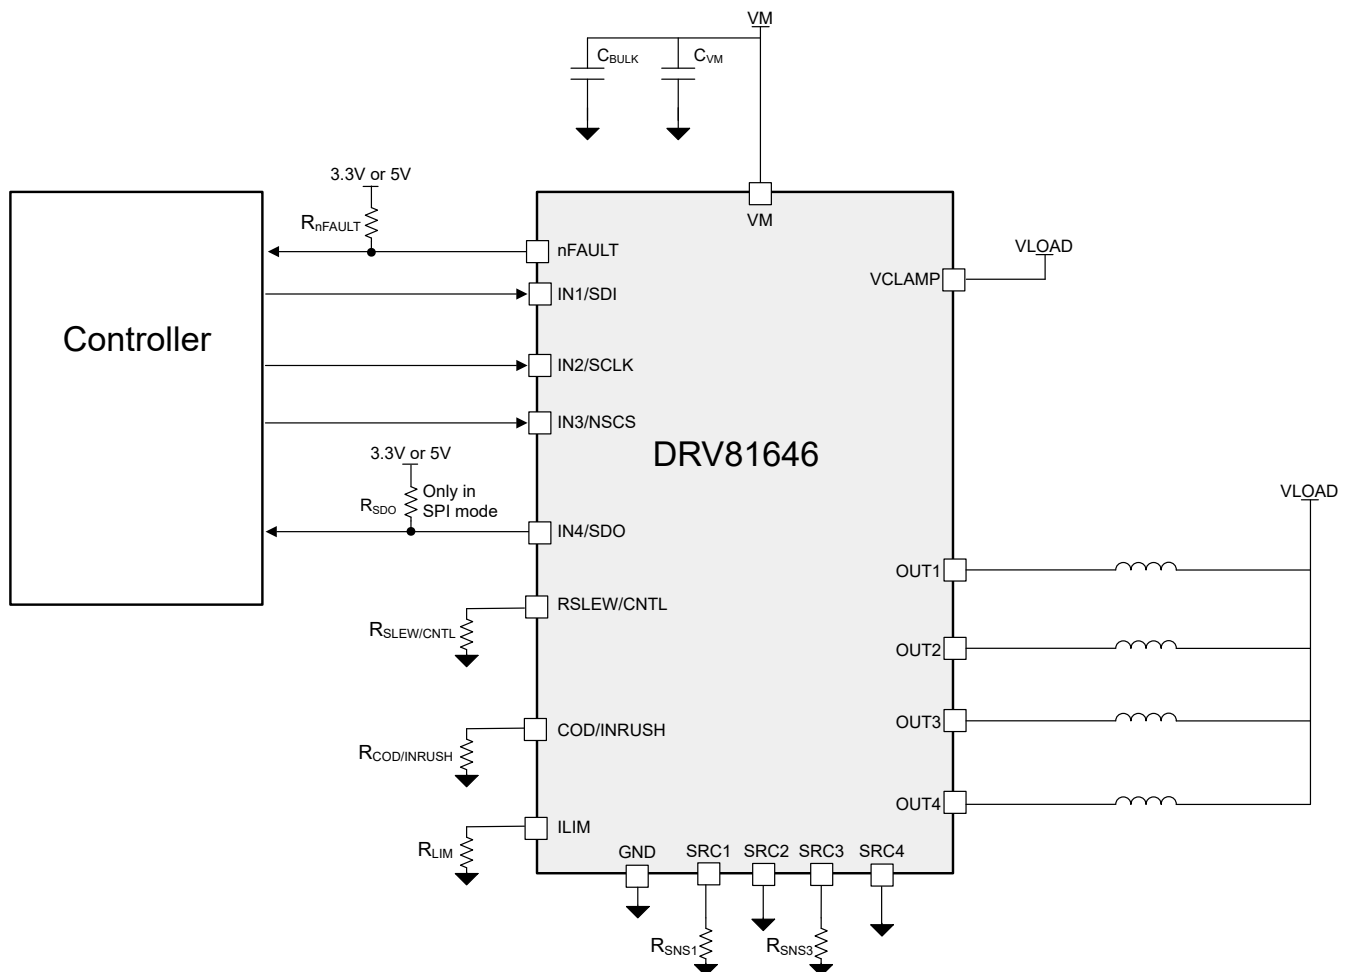 VM
CBULK
CVM
3.3V or 5V
RnFAULT
VM
nFAULT
VLOAD
VCLAMP
IN1/SDI
Controller
IN2/SCLK
IN3/NSCS
DRV81646
3.3V or 5V
RSDO
Only in
SPI mode
VLOAD
IN4/SDO
OUT1
RSLEW/CNTL
RSLEW/CNTL
OUT2
OUT3
COD/INRUSH
RCOD/INRUSH
OUT4
ILIM
RLIM
GND
SRC1
SRC2
SRC3
SRC4
RSNS1
RSNS3